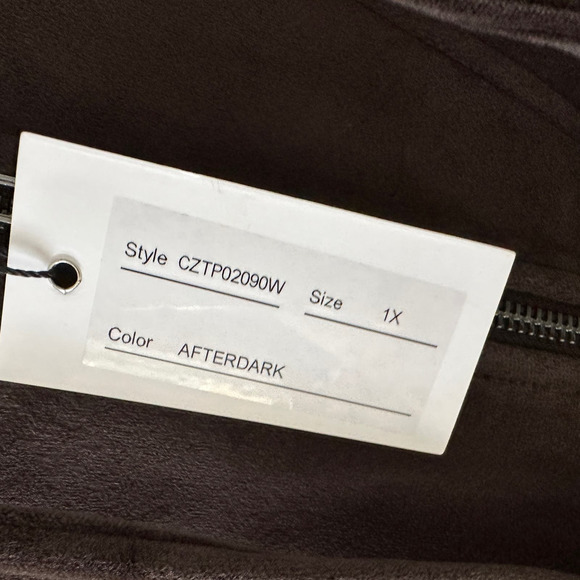 Style CZTP02090W Size 1X
Color AFTERDARK